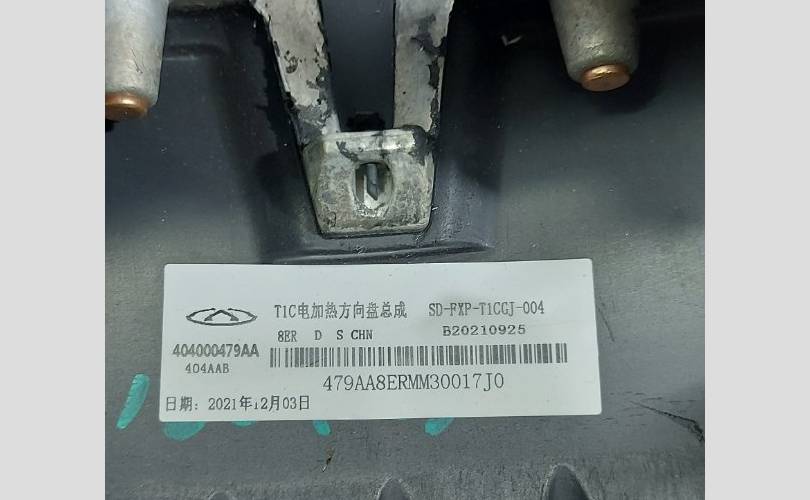 T1C电加热方向盘总成 SD-FXP-T1CGJ-004
8ER D S CHN B20210925
404000479AA
404AAB
479AA8ERMM30017J0
日期: 2021年12月03日